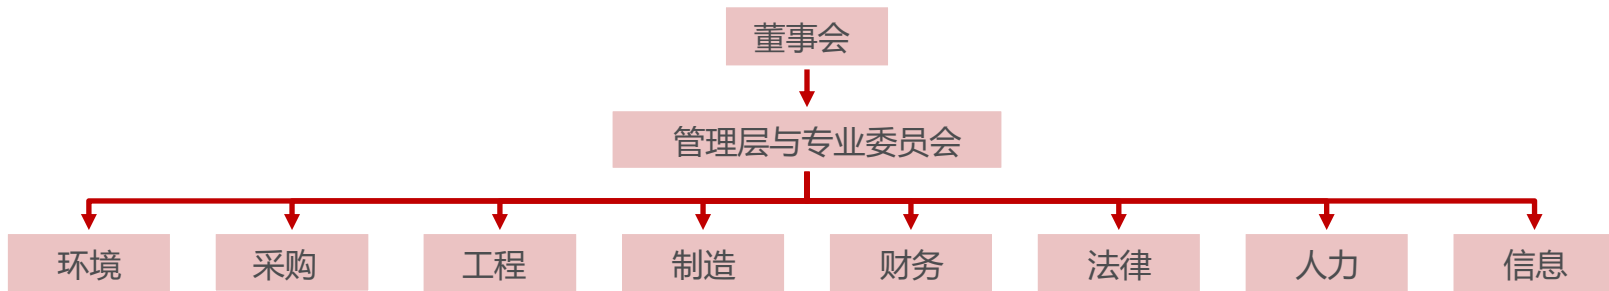 董事会
管理层与专业委员会
环境 采购 工程 制造 财务 法律 人力 信息